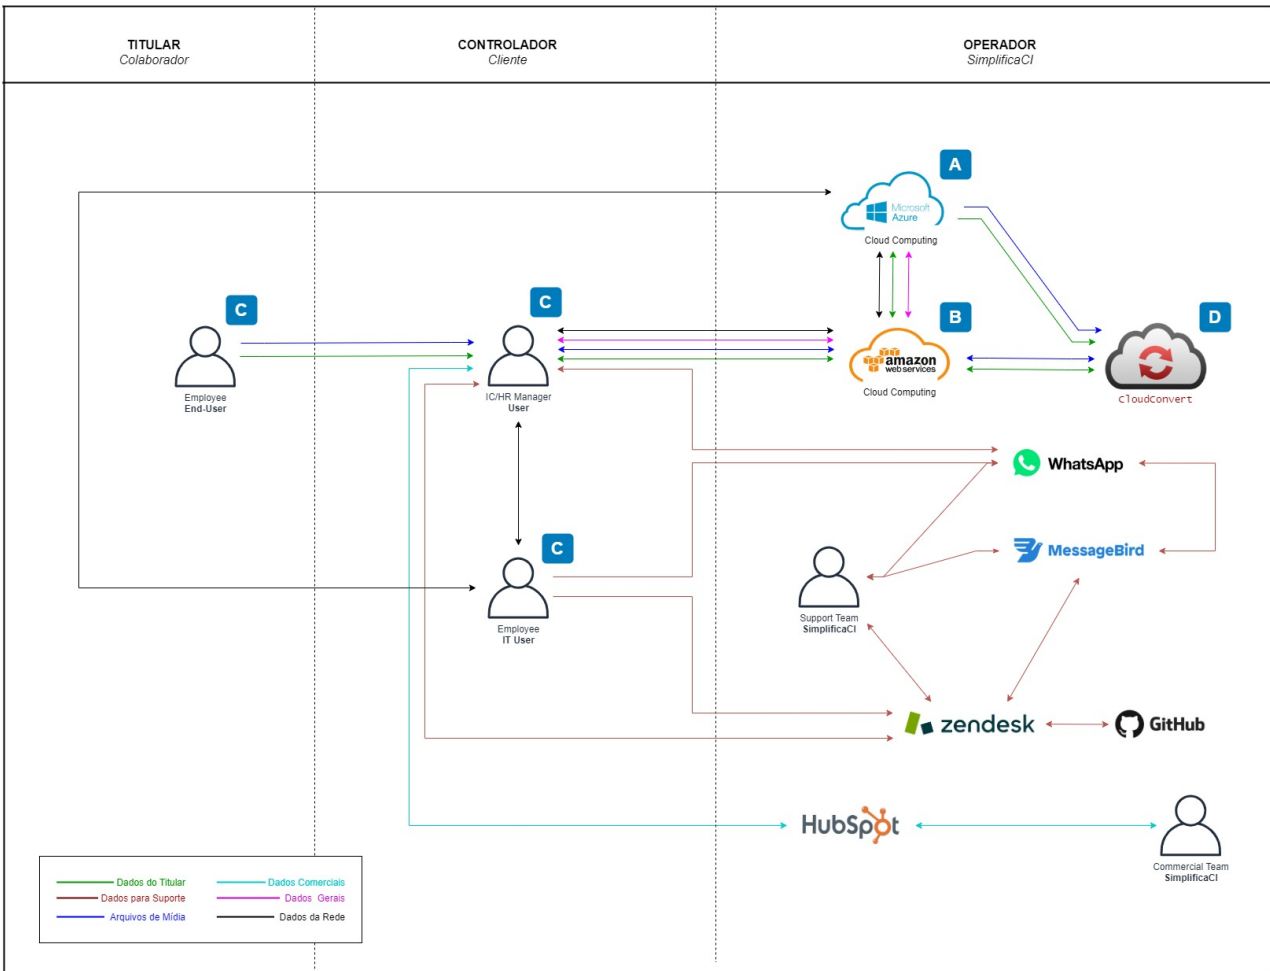 TITULAR
Colaborador
CONTROLADOR
Cliente
OPERADOR
SimplificaCI
A
Microsoft
Azure
Cloud Computing
C
Employee
End-User
C
IC/HR Manager
User
B
amazon
web services
Cloud Computing
D
CloudConvert
WhatsApp
MessageBird
C
Employee
IT User
Support Team
SimplificaCI
zendesk
GitHub
HubSpot
Commercial Team
SimplificaCI
Dados do Titular
Dados Comerciais
Dados para Suporte
Dados Gerais
Arquivos de Mídia
Dados da Rede